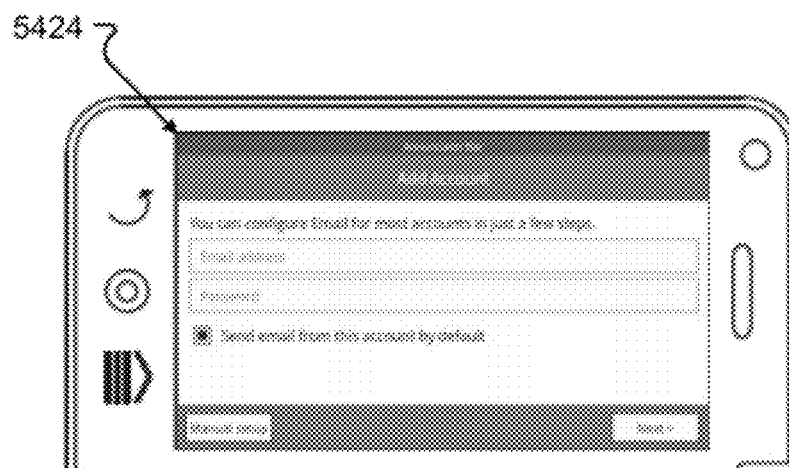 5424
Add Account
You can configure Email for most accounts in just a few steps.
Email address
Password
Send email from this account by default
Manual setup
Next >